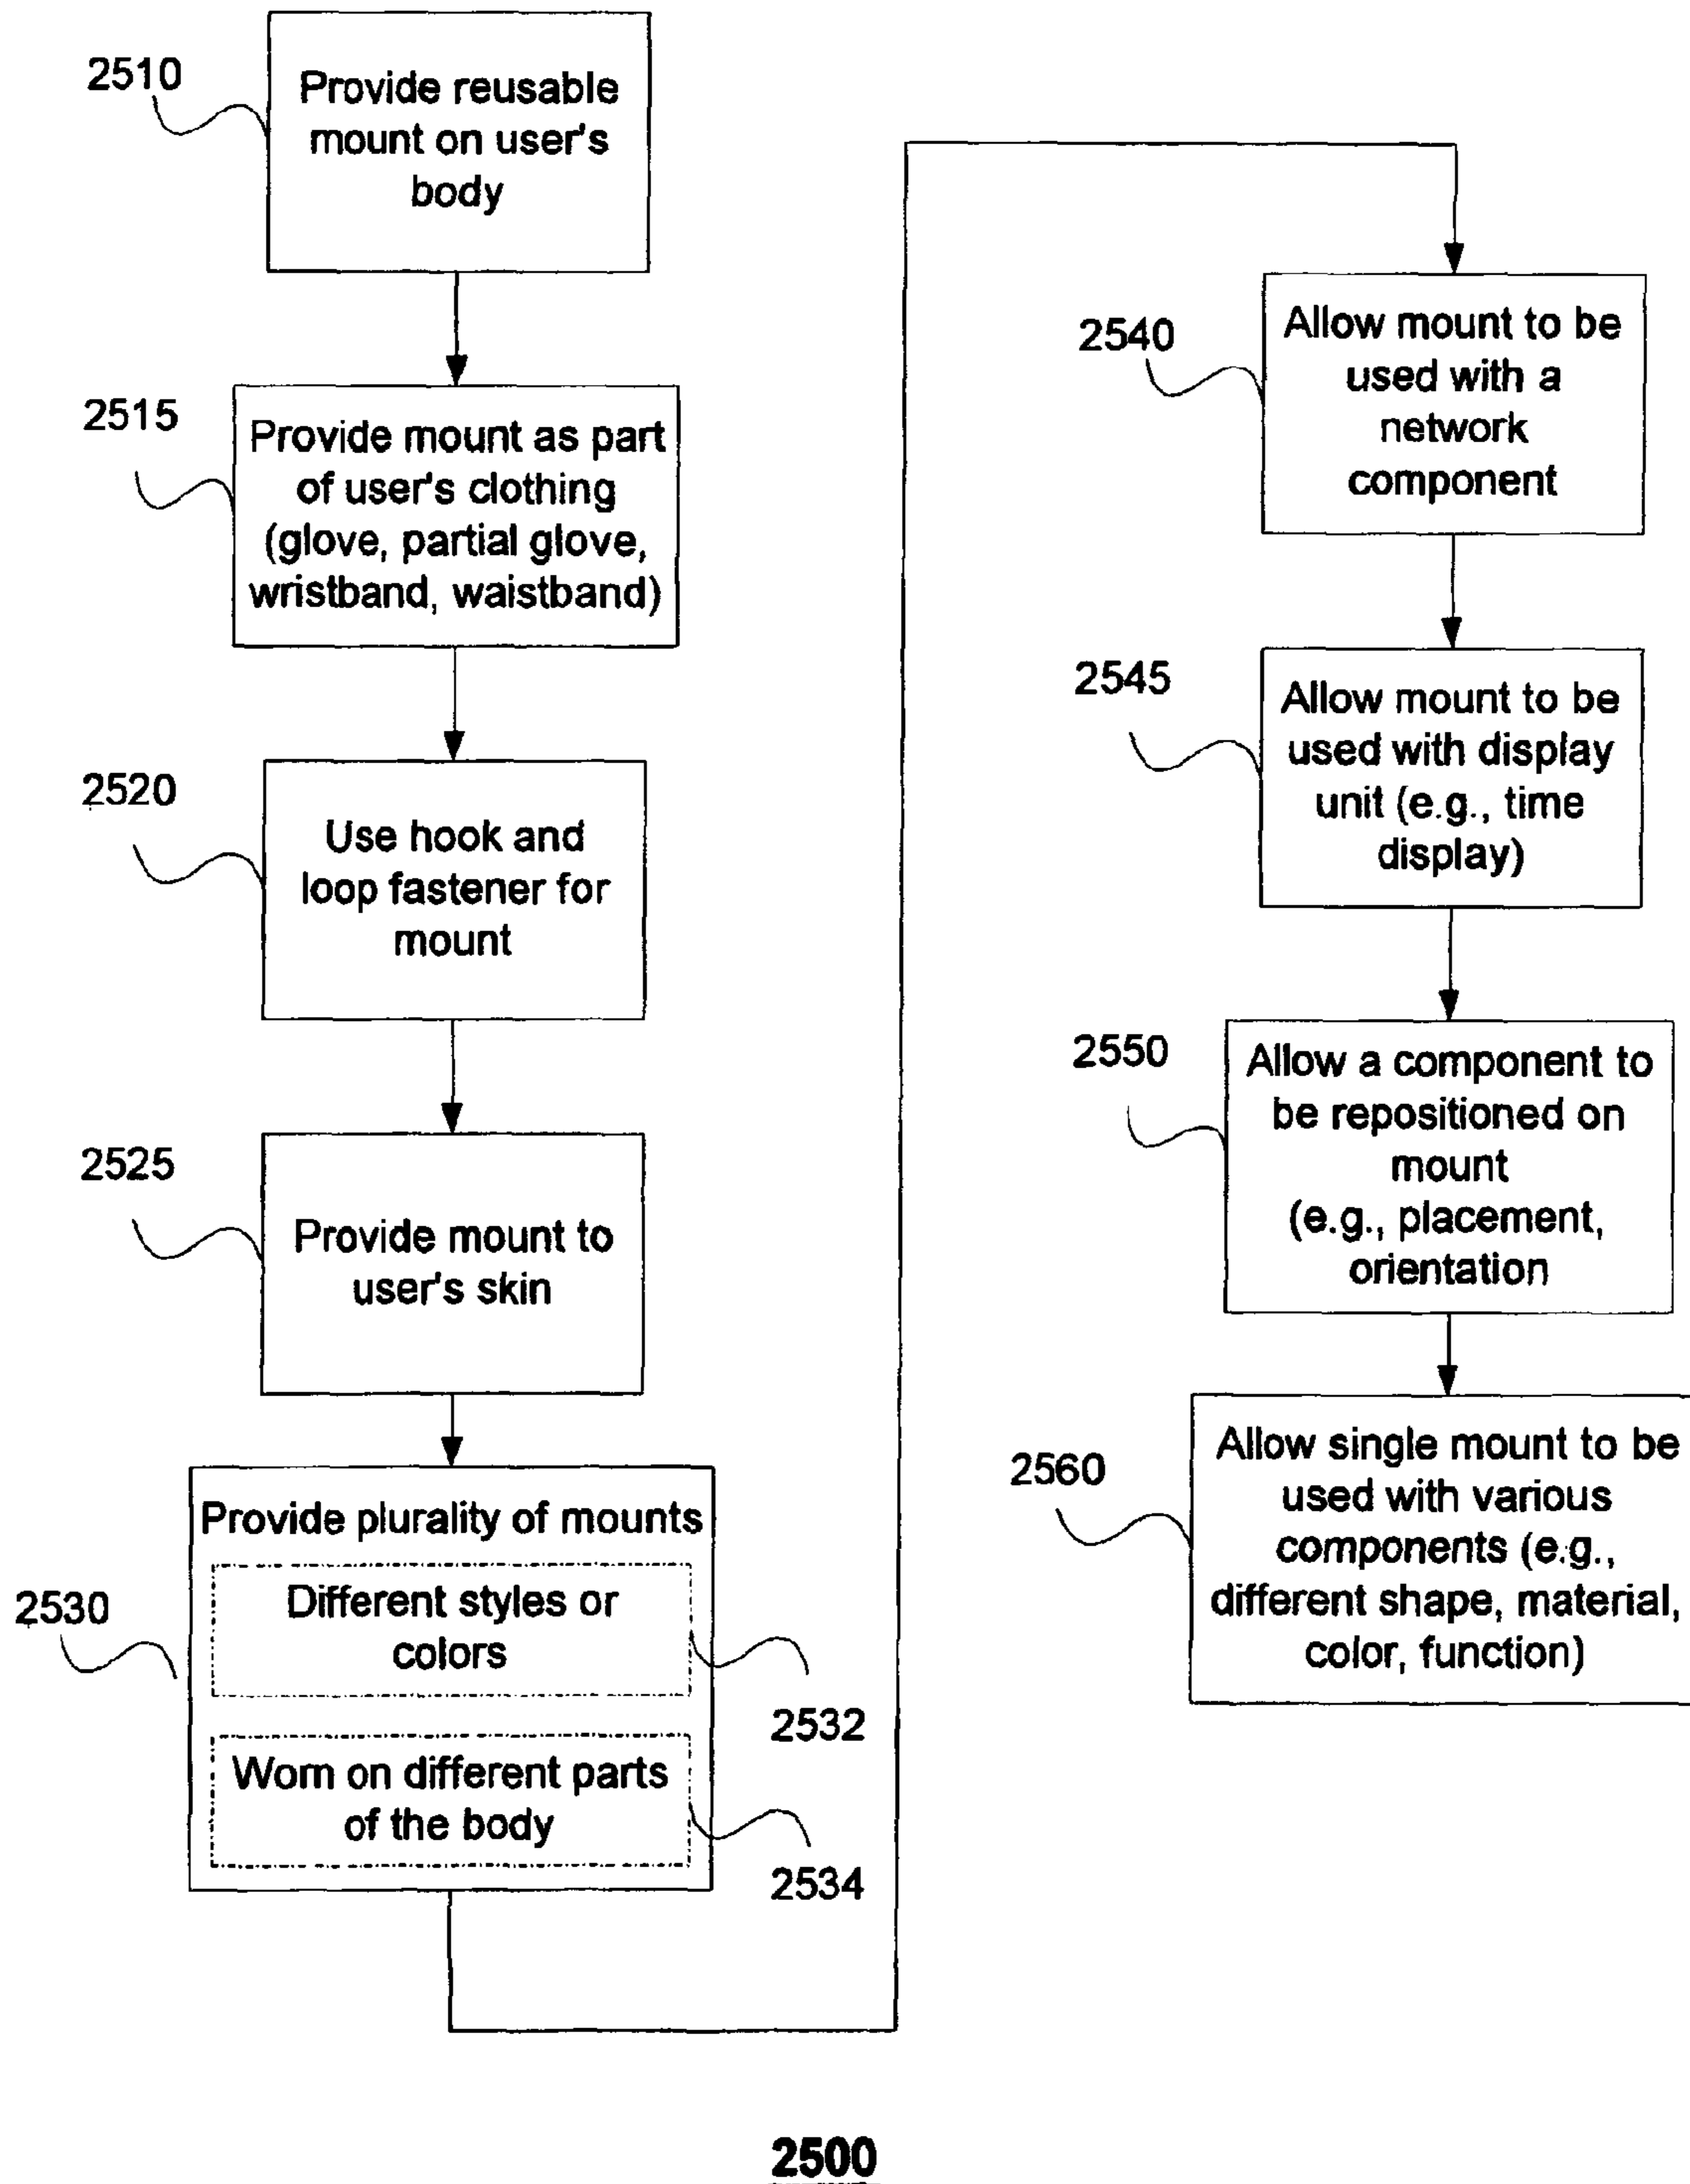 2510
Provide reusable
mount on user's
body
2515
Provide mount as part
of user's clothing
(glove, partial glove,
wristband, waistband)
2520
Use hook and
loop fastener for
mount
2525
Provide mount to
user's skin
2530
Provide plurality of mounts
Different styles or
colors
2532
Worn on different parts
of the body
2534
2540
Allow mount to be
used with a
network
component
2545
Allow mount to be
used with display
unit (e.g., time
display)
2550
Allow a component to
be repositioned on
mount
(e.g., placement,
orientation
2560
Allow single mount to be
used with various
components (e.g.,
different shape, material,
color, function)
2500